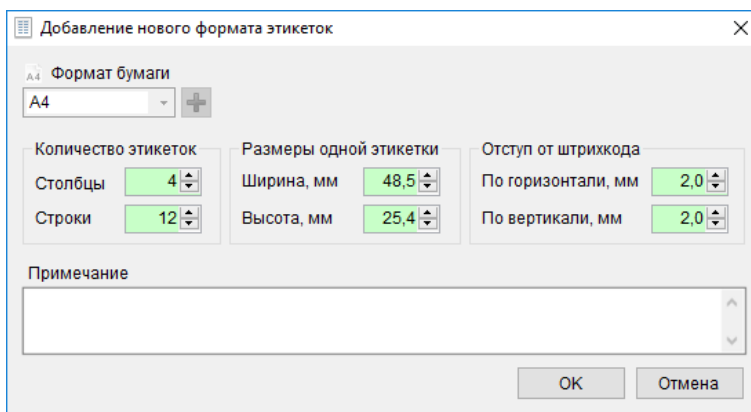 Добавление нового формата этикеток
A4 Формат бумаги
A4
Количество этикеток Размеры одной этикетки Отступ от штрихкода
Столбцы 4 Ширина, мм 48,5 По горизонтали, мм 2,0
Строки 12 Высота, мм 25,4 По вертикали, мм 2,0
Примечание
OK Отмена